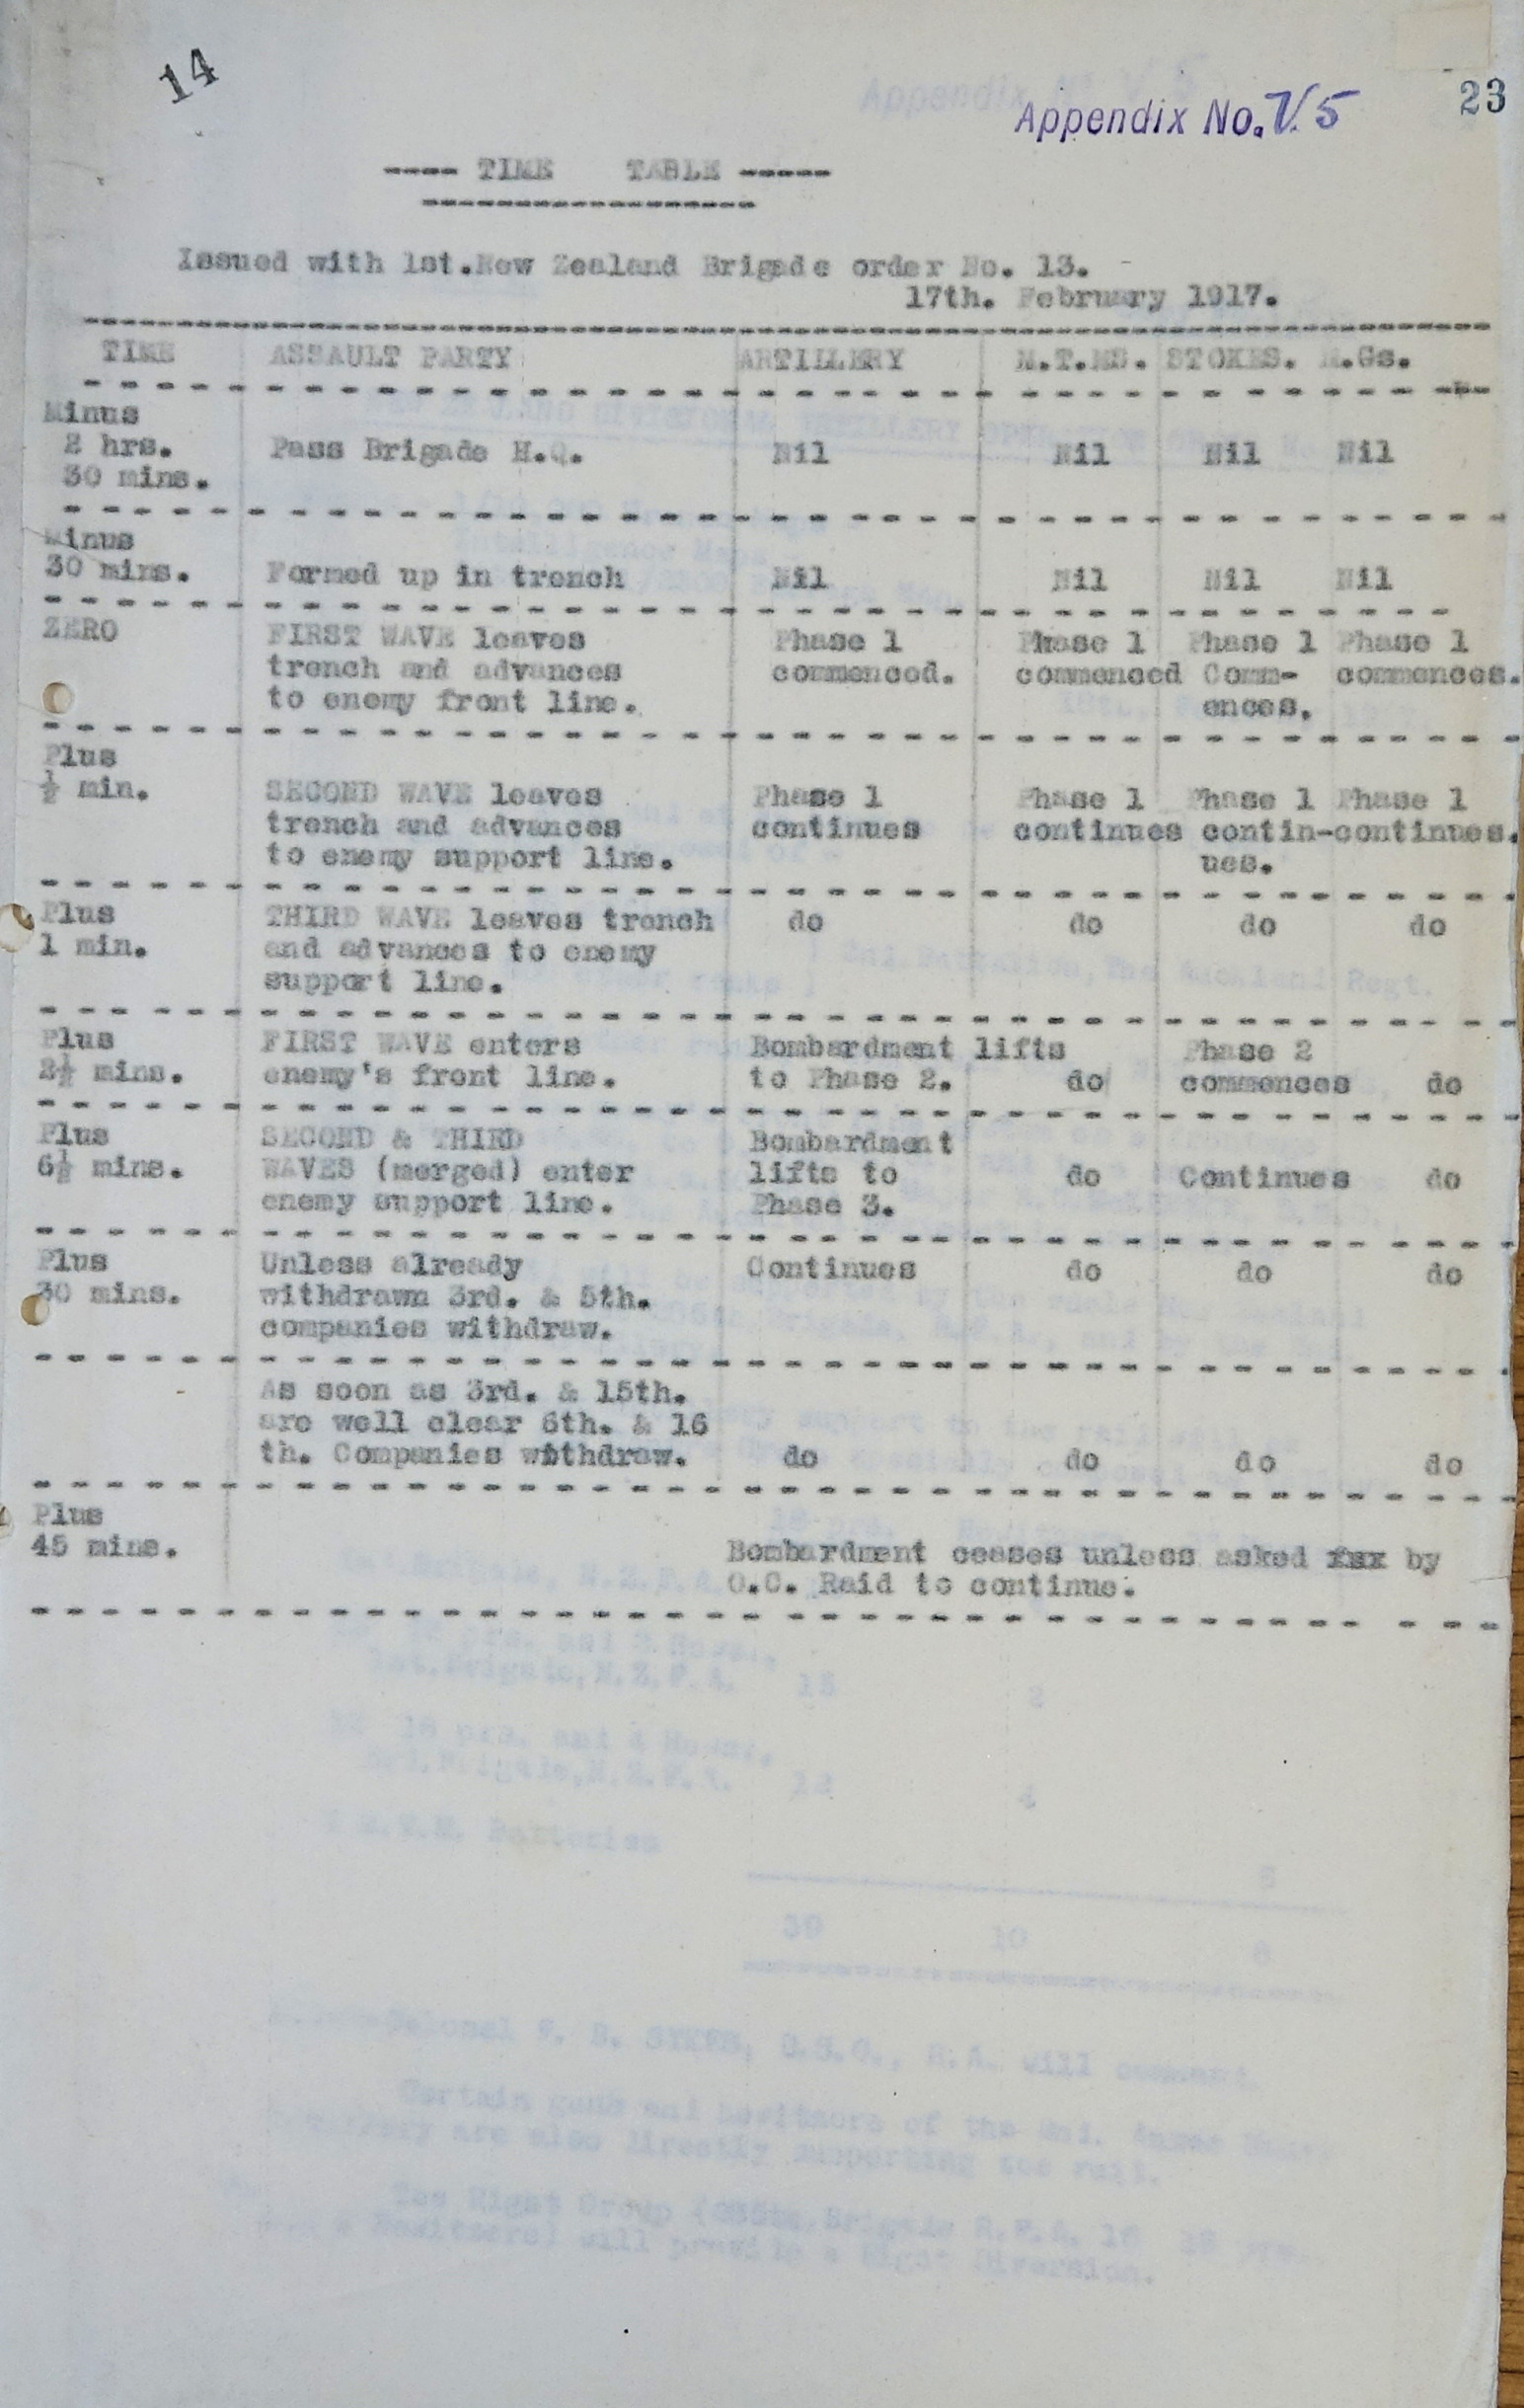 14
Appendix No. V.5
23
---- TIME TABLE -----
Issued with 1st.New Zealand Brigade order No. 13.
17th. February 1917.
TIME ASSAULT PARTY ARTILLERY M.T.MS. STOKES. M.Gs.
Minus
2 hrs. Pass Brigade H.Q. Nil Nil Nil Nil
30 mins.
Minus
30 mins. Formed up in trench Nil Nil Nil Nil
ZERO FIRST WAVE leaves Phase 1 Phase 1 Phase 1 Phase 1
trench and advances commenced. commenced Comm- commences.
to enemy front line. ences.
Plus
½ min. SECOND WAVE leaves Phase 1 Phase 1 Phase 1 Phase 1
trench and advances continues continues contin-continues.
to enemy support line. ues.
Plus THIRD WAVE leaves trench do do do do
1 min. and advances to enemy
support line.
Plus FIRST WAVE enters Bombardment lifts Phase 2
2½ mins. enemy's front line. to Phase 2. do commences do
Plus SECOND & THIRD Bombardment
6½ mins. WAVES (merged) enter lifts to do Continues do
enemy support line. Phase 3.
Plus Unless already Continues do do do
30 mins. withdrawn 3rd. & 5th.
companies withdraw.
As soon as 3rd. & 15th.
are well clear 6th. & 16
th. Companies withdraw. do do do do
Plus
45 mins. Bombardment ceases unless asked by
O.C. Raid to continue.